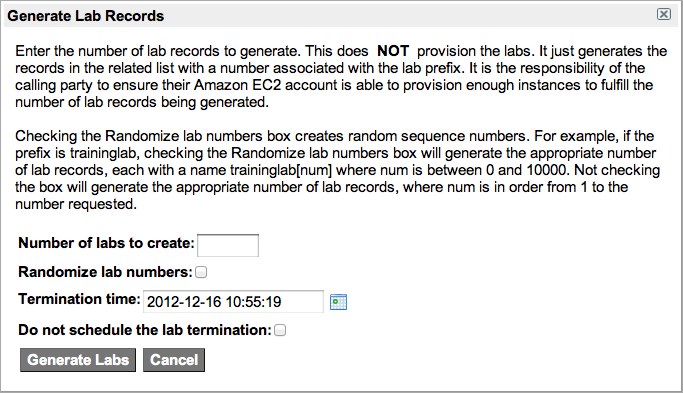 Generate Lab Records
Enter the number of lab records to generate. This does NOT provision the labs. It just generates the
records in the related list with a number associated with the lab prefix. It is the responsibility of the
calling party to ensure their Amazon EC2 account is able to provision enough instances to fulfill the
number of lab records being generated.
Checking the Randomize lab numbers box creates random sequence numbers. For example, if the
prefix is traininglab, checking the Randomize lab numbers box will generate the appropriate number
of lab records, each with a name traininglab[num] where num is between 0 and 10000. Not checking
the box will generate the appropriate number of lab records, where num is in order from 1 to the
number requested.
Number of labs to create:
Randomize lab numbers:
Termination time: 2012-12-16 10:55:19
Do not schedule the lab termination:
Generate Labs Cancel